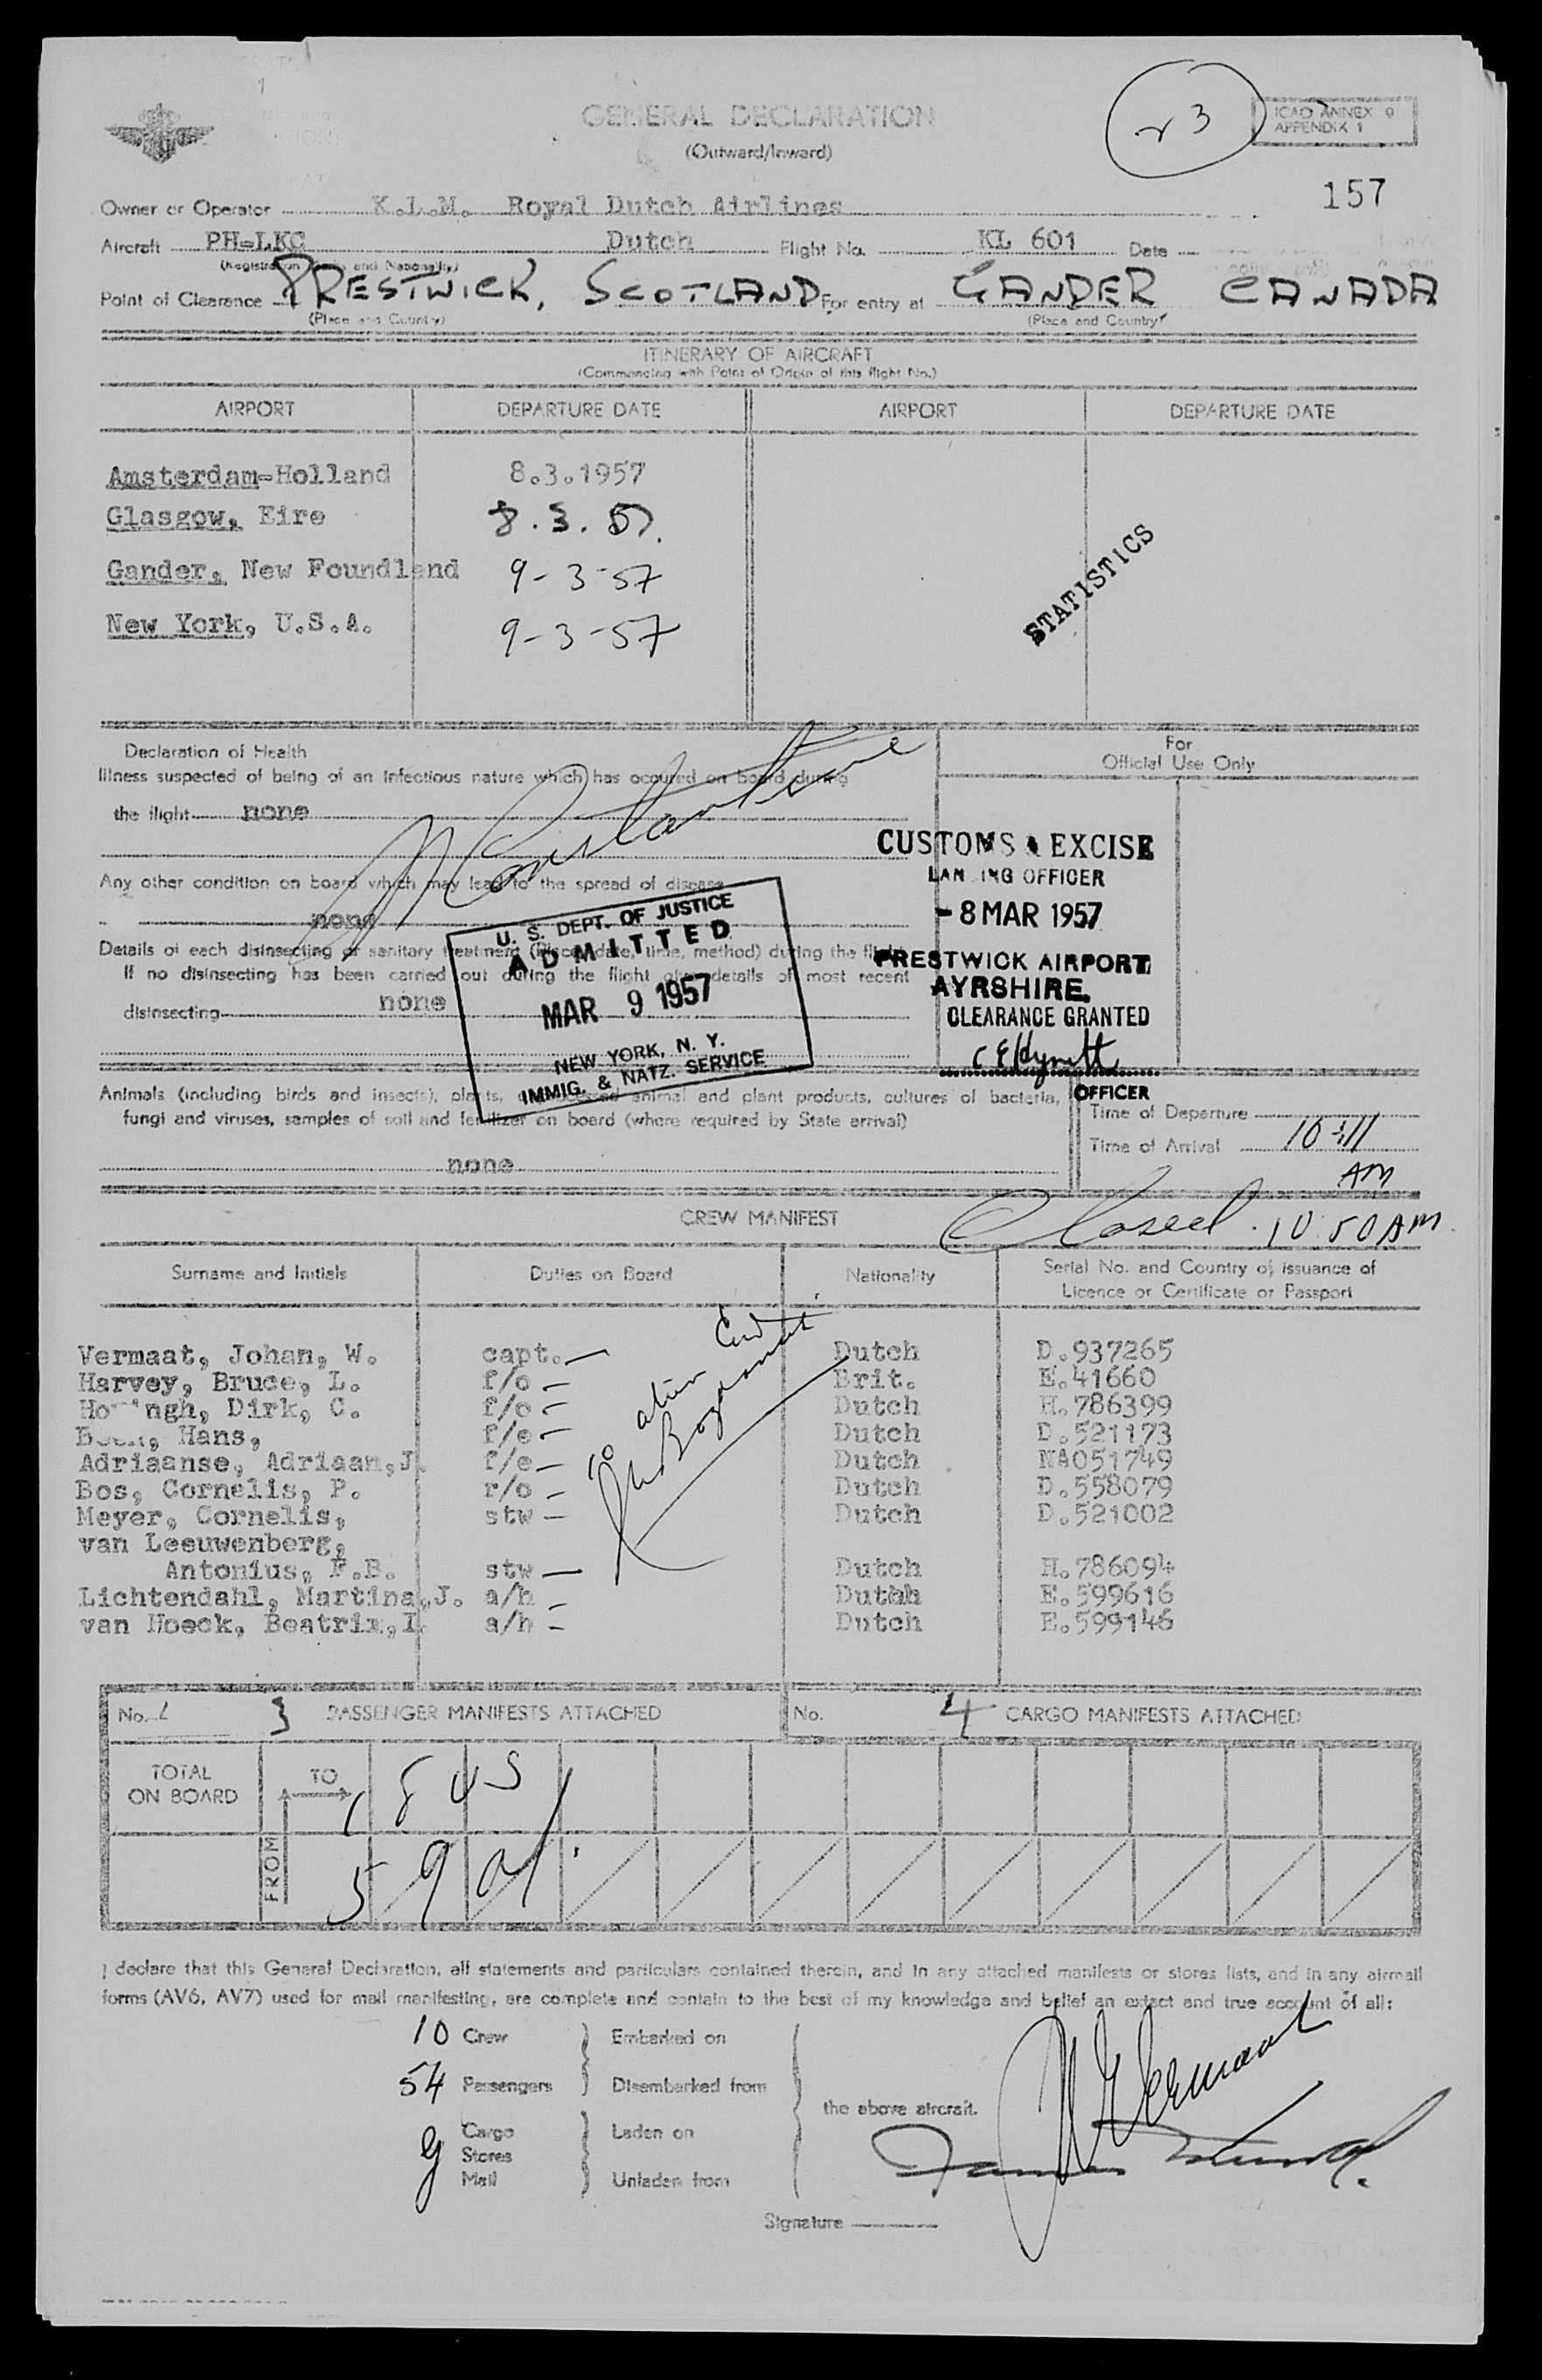 GENERAL DECLARATION
(Outward/Inward)
23
ICAO ANNEX 9
APPENDIX 1
157
Owner or Operator K.L.M. Royal Dutch Airlines
Aircraft PH-LKC Dutch Flight No. KL 601 Date
(Registration Marks and Nationality)
Point of Clearance PRESTWICK, SCOTLAND For entry at GANDER CANADA
(Place and Country) (Place and Country)
ITINERARY OF AIRCRAFT
(Commencing with Point of Origin of this flight No.)
AIRPORT DEPARTURE DATE AIRPORT DEPARTURE DATE
Amsterdam-Holland 8.3.1957
Glasgow, Eire 8.3.57.
Gander, New Foundland 9-3-57
New York, U.S.A. 9-3-57
STATISTICS
Declaration of Health
Illness suspected of being of an infectious nature which has occured on board during
the flight none
Any other condition on board which may lead to the spread of disease
none
Details of each disinsecting or sanitary treatment (Place, date, time, method) during the flight
If no disinsecting has been carried out during the flight give details of most recent
disinsecting none
U. S. DEPT. OF JUSTICE
ADMITTED
MAR 9 1957
NEW YORK, N. Y.
IMMIG. & NATZ. SERVICE
For
Official Use Only
CUSTOMS & EXCISE
LANDING OFFICER
- 8 MAR 1957
PRESTWICK AIRPORT
AYRSHIRE.
CLEARANCE GRANTED
OFFICER
Animals (including birds and insects), plants, animal and plant products, cultures of bacteria,
fungi and viruses, samples of soil and fertilizer on board (where required by State arrival)
none
Time of Departure
Time of Arrival 10:11
AM
Closed. 10 50 AM.
CREW MANIFEST
Surname and Initials Duties on Board Nationality Serial No. and Country of issuance of
Licence or Certificate or Passport
Vermaat, Johan, W. capt. Dutch D.937265
Harvey, Bruce, L. f/o Brit. E.41660
Dirk, C. f/o Dutch H.786399
Hans, f/e Dutch D.521173
Adriaanse, Adriaan,J. f/e Dutch NA051749
Bos, Cornelis, P. r/o Dutch D.558079
Meyer, Cornelis, stw Dutch D.521002
van Leeuwenberg,
Antonius, F.B. stw Dutch H.786094
Lichtendahl, Martina,J. a/h Dutch E.599616
van Hoeck, Beatrix,I. a/h Dutch E.599146
No. 3 PASSENGER MANIFESTS ATTACHED No. 4 CARGO MANIFESTS ATTACHED
TOTAL
ON BOARD
TO
FROM
I declare that this General Declaration, all statements and particulars contained therein, and in any attached manifests or stores lists, and in any airmail
forms (AV6, AV7) used for mail manifesting, are complete and contain to the best of my knowledge and belief an extact and true account of all:
10 Crew Embarked on
54 Passengers Disembarked from
the above aircrait.
Cargo Laden on
Stores
Mail Unladen from
Signature